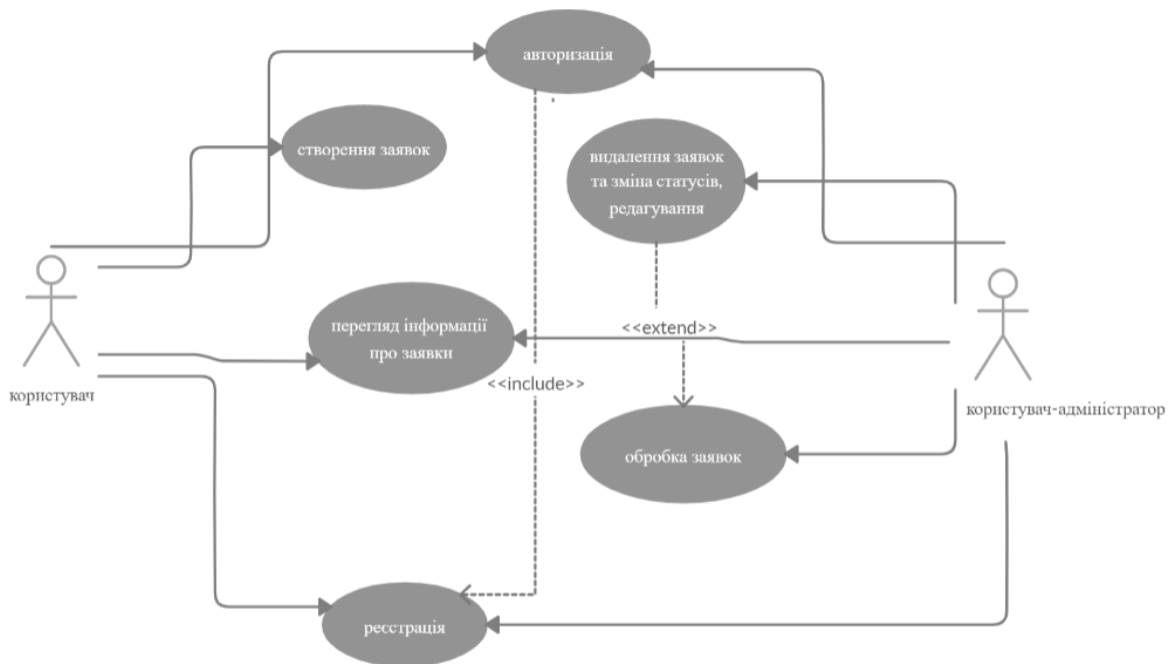 авторизація
створення заявок
видалення заявок
та зміна статусів,
редагування
перегляд інформації
про заявки
<<extend>>
<<include>>
користувач
користувач-адміністратор
обробка заявок
реєстрація